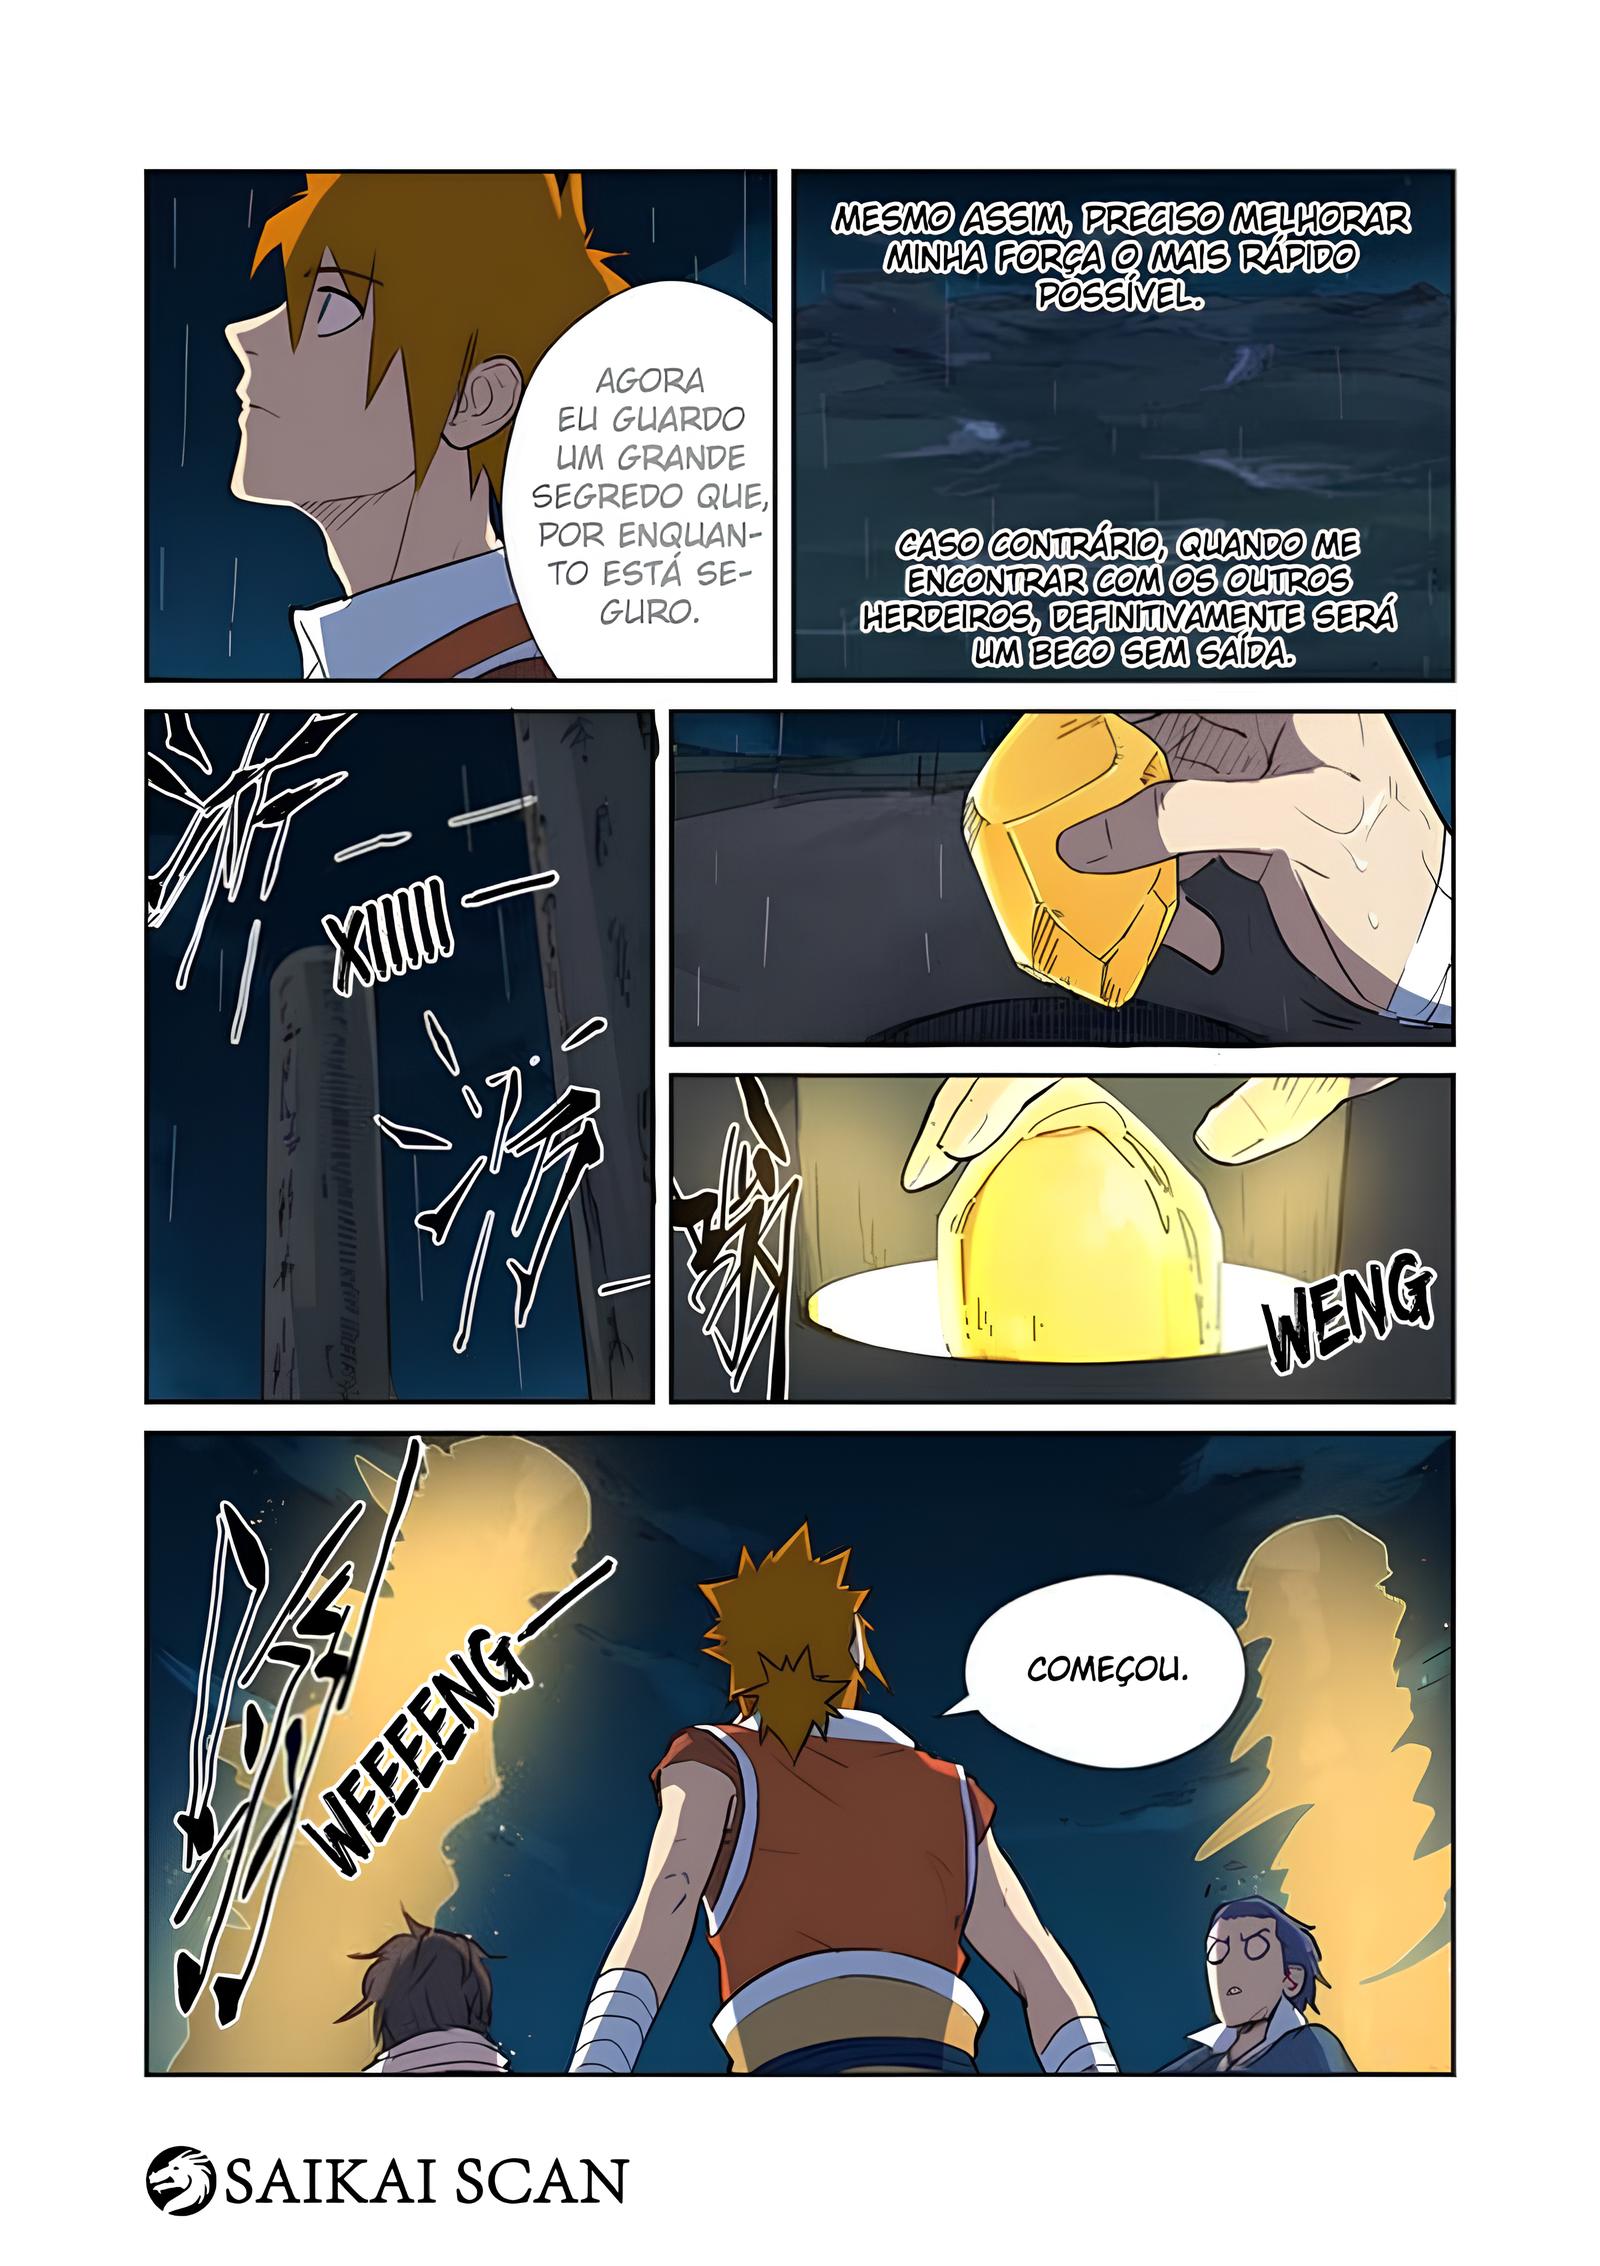 AGORA
EU GUARDO
UM GRANDE
SEGREDO QUE,
POR ENQUAN-
TO ESTÁ SE-
GURO.
MESMO ASSIM, PRECISO MELHORAR
MINHA FORÇA O MAIS RÁPIDO
POSSÍVEL.
CASO CONTRÁRIO, QUANDO ME
ENCONTRAR COM OS OUTROS
HERDEIROS, DEFINITIVAMENTE SERÁ
UM BECO SEM SAÍDA.
XIIIII
WENG
WEEEENG
COMEÇOU.
SAIKAI SCAN